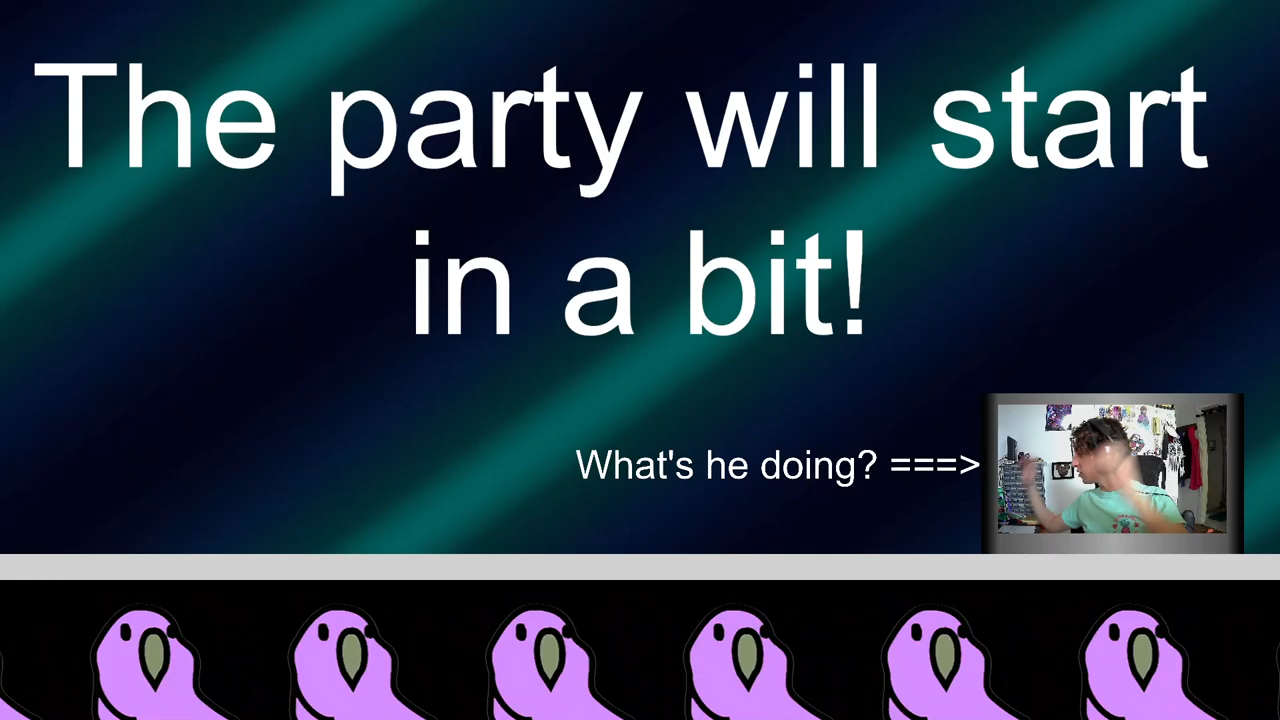 The party will start
in a bit!
What's he doing? ===>